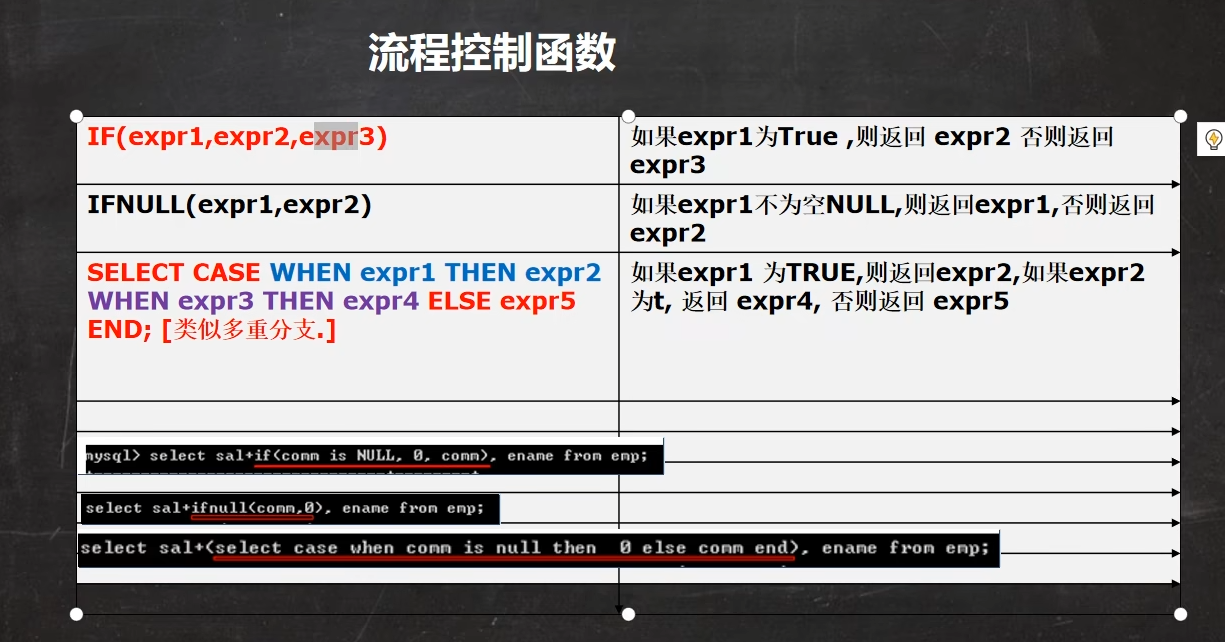 流程控制函数
IF(expr1,expr2,expr3)
如果expr1为True ,则返回 expr2 否则返回
expr3
IFNULL(expr1,expr2)
如果expr1不为空NULL,则返回expr1,否则返回
expr2
SELECT CASE WHEN expr1 THEN expr2
WHEN expr3 THEN expr4 ELSE expr5
END; [类似多重分支.]
如果expr1 为TRUE,则返回expr2,如果expr2
为t, 返回 expr4, 否则返回 expr5
mysql> select sal+if(comm is NULL, 0, comm), ename from emp;
select sal+ifnull(comm,0), ename from emp;
select sal+(select case when comm is null then  0 else comm end), ename from emp;